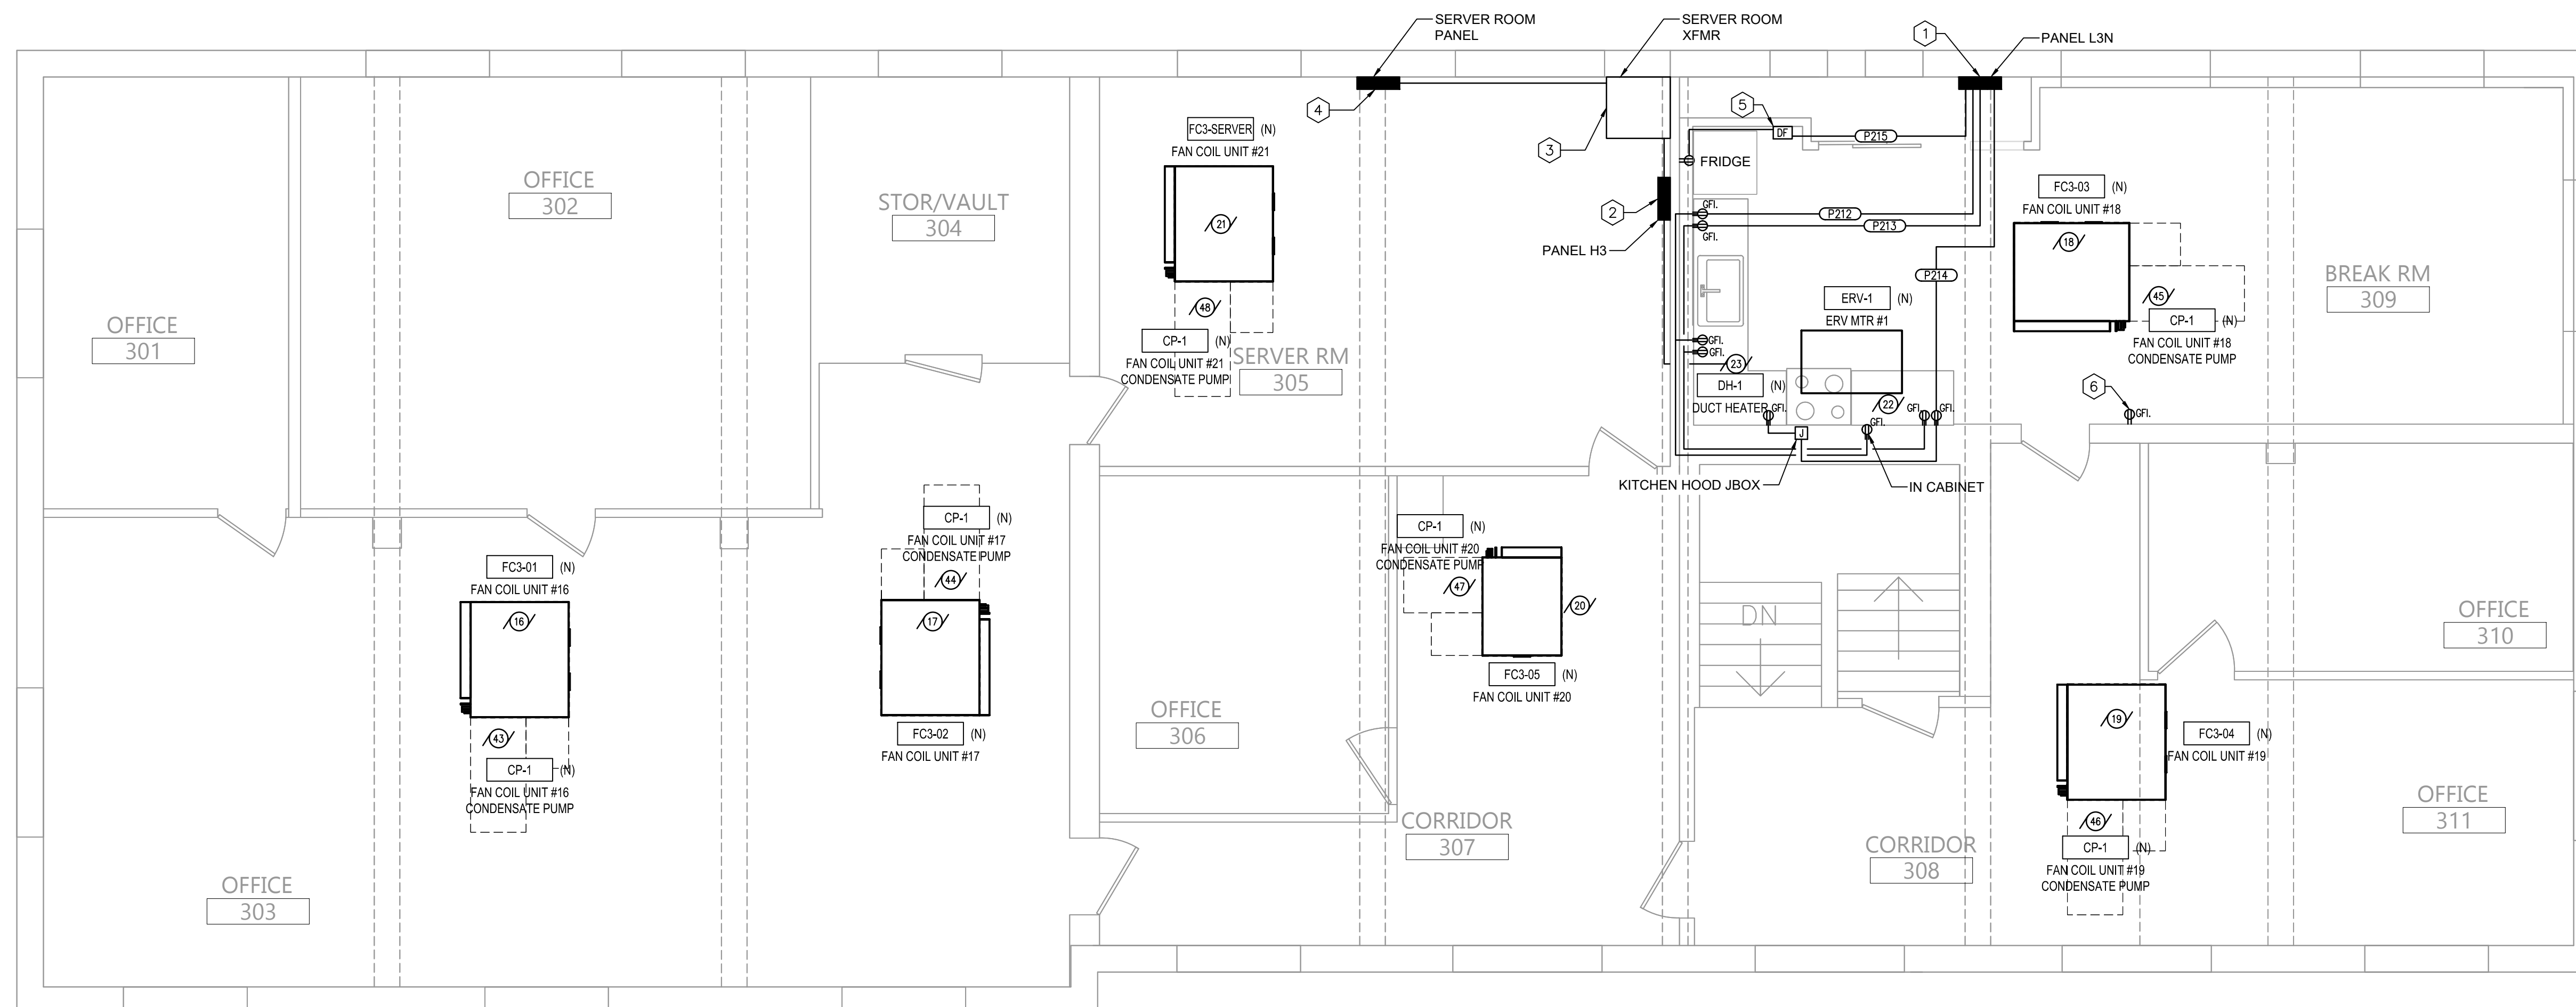 SERVER ROOM
PANEL
SERVER ROOM
XFMR
1
PANEL L3N
4
3
5
DF
P215
FC3-SERVER (N)
FAN COIL UNIT #21
21
48
CP-1 (N)
FAN COIL UNIT #21
CONDENSATE PUMP
SERVER RM
305
FRIDGE
2
PANEL H3
GFI.
P212
GFI.
P213
P214
ERV-1 (N)
ERV MTR #1
GFI.
GFI.
23
DH-1 (N)
DUCT HEATER
GFI.
22
GFI.
GFI.
GFI.
J
KITCHEN HOOD JBOX
IN CABINET
FC3-03 (N)
FAN COIL UNIT #18
18
45
CP-1 (N)
FAN COIL UNIT #18
CONDENSATE PUMP
BREAK RM
309
6
GFI.
OFFICE
301
OFFICE
302
STOR/VAULT
304
FC3-01 (N)
FAN COIL UNIT #16
16
43
CP-1 (N)
FAN COIL UNIT #16
CONDENSATE PUMP
OFFICE
303
CP-1 (N)
FAN COIL UNIT #17
CONDENSATE PUMP
44
17
FC3-02 (N)
FAN COIL UNIT #17
OFFICE
306
CP-1 (N)
FAN COIL UNIT #20
CONDENSATE PUMP
47
20
FC3-05 (N)
FAN COIL UNIT #20
CORRIDOR
307
DN
CORRIDOR
308
19
FC3-04 (N)
FAN COIL UNIT #19
46
CP-1 (N)
FAN COIL UNIT #19
CONDENSATE PUMP
OFFICE
310
OFFICE
311